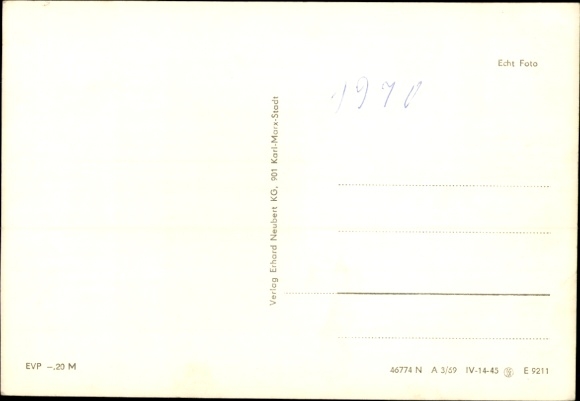 Echt Foto
1970
Verlag Erhard Neubert KG, 901 Karl-Marx-Stadt
EVP –.20 M
46774 N A 3/69 IV-14-45 E 9211